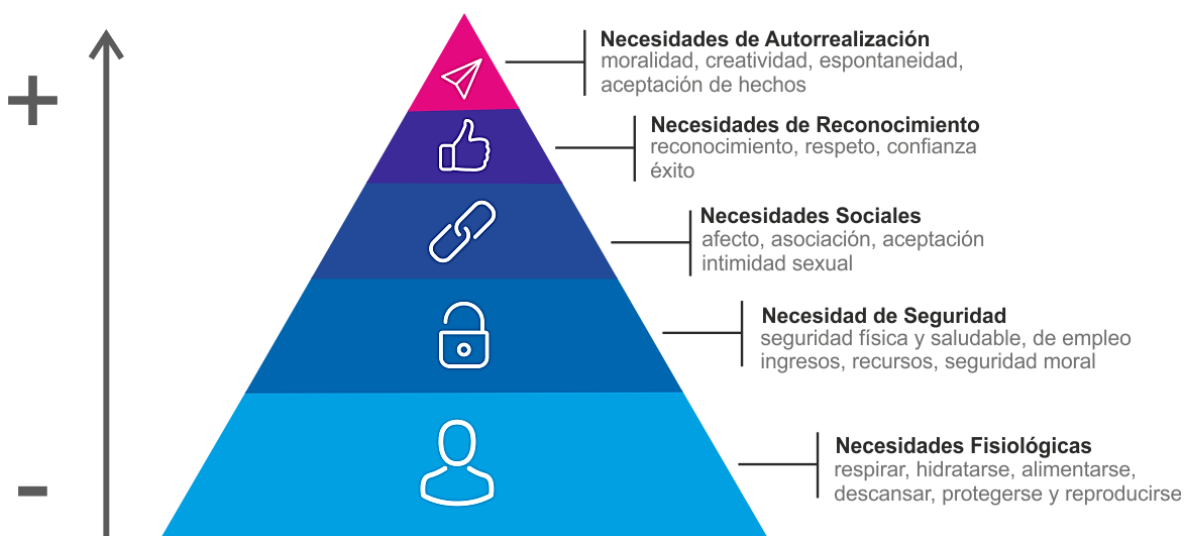 +
Necesidades de Autorrealización
moralidad, creatividad, espontaneidad,
aceptación de hechos
Necesidades de Reconocimiento
reconocimiento, respeto, confianza
éxito
Necesidades Sociales
afecto, asociación, aceptación
intimidad sexual
Necesidad de Seguridad
seguridad física y saludable, de empleo
ingresos, recursos, seguridad moral
Necesidades Fisiológicas
respirar, hidratarse, alimentarse,
descansar, protegerse y reproducirse
-